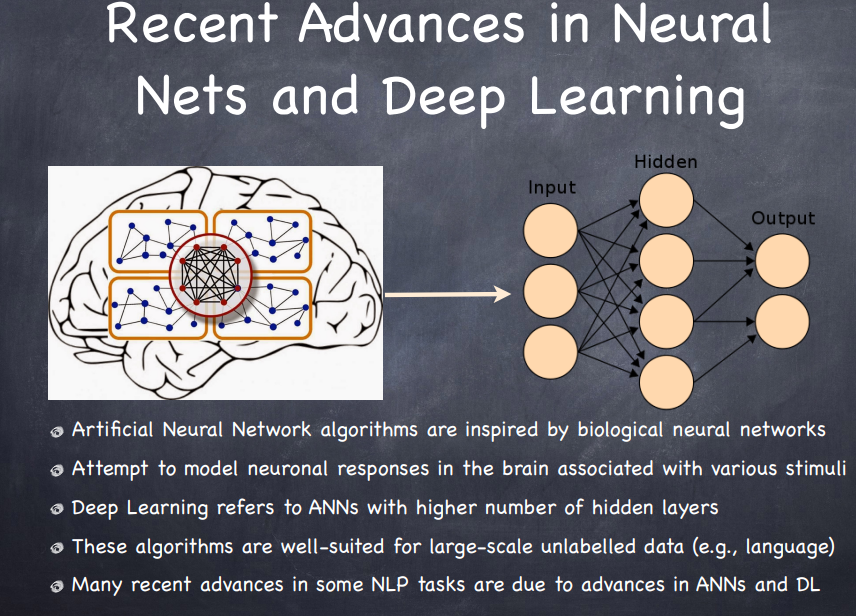 Recent Advances in Neural
Nets and Deep Learning
Hidden
Input
Output
Artificial Neural Network algorithms are inspired by biological neural networks
Attempt to model neuronal responses in the brain associated with various stimuli
Deep Learning refers to ANNs with higher number of hidden layers
These algorithms are well-suited for large-scale unlabelled data (e.g., language)
Many recent advances in some NLP tasks are due to advances in ANNs and DL